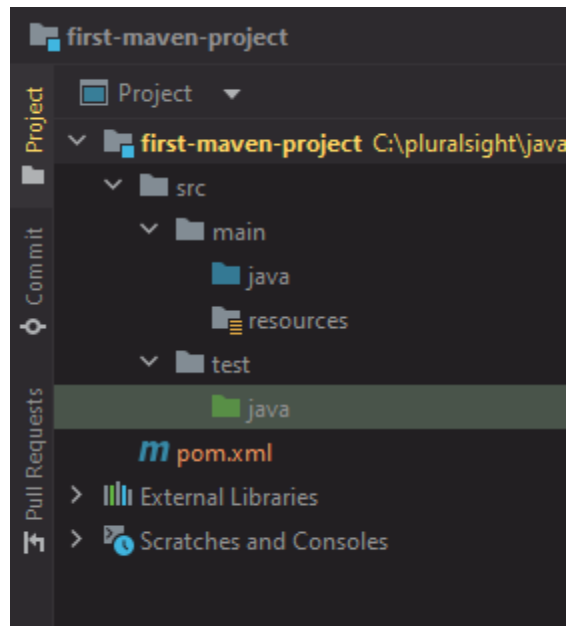 first-maven-project
Project
Project
first-maven-project C:\pluralsight\java
src
main
java
resources
test
java
pom.xml
External Libraries
Scratches and Consoles
Commit
Pull Requests